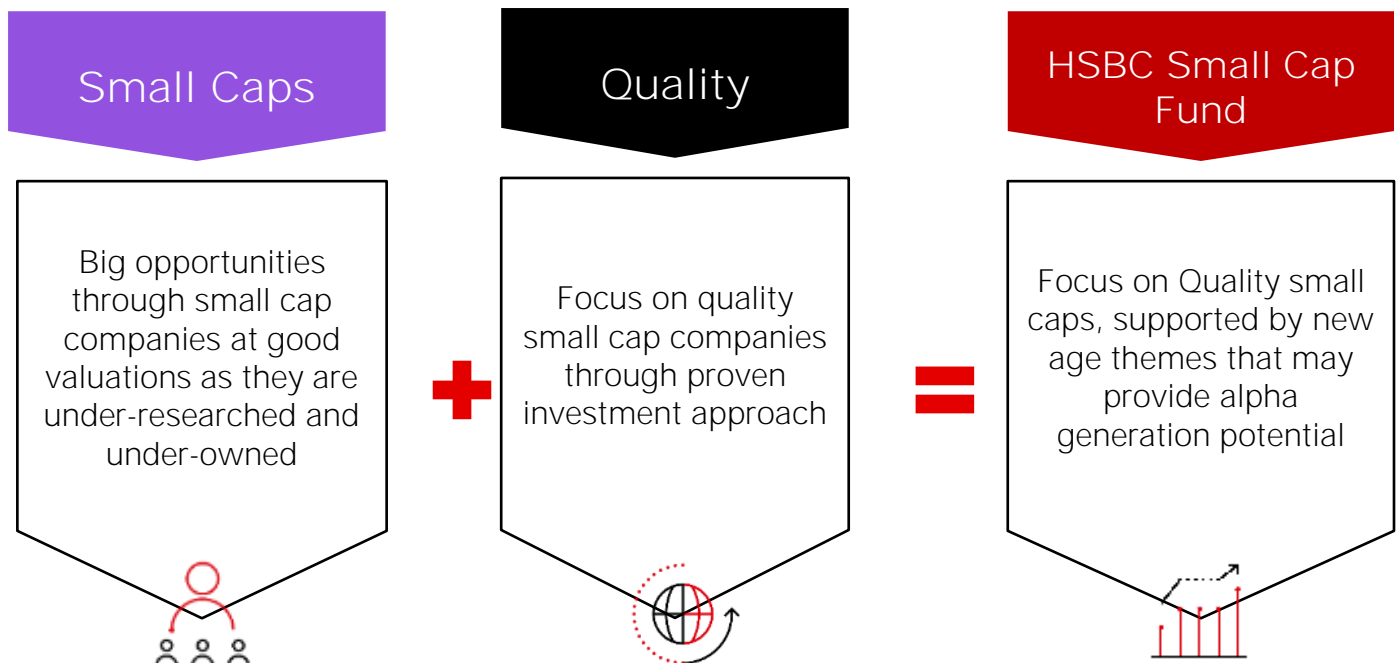 Small Caps
Big opportunities
through small cap
companies at good
valuations as they are
under-researched and
under-owned
Quality
Focus on quality
small cap companies
through proven
investment approach
HSBC Small Cap
Fund
Focus on Quality small
caps, supported by new
age themes that may
provide alpha
generation potential